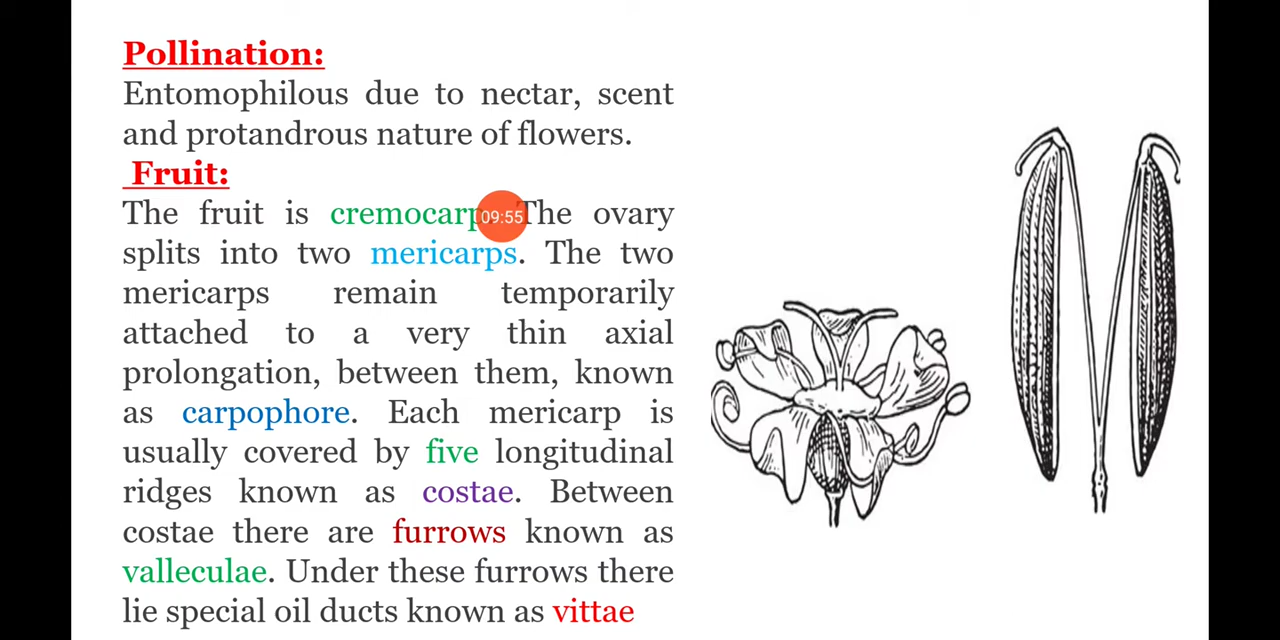 Pollination:
Entomophilous due to nectar, scent
and protandrous nature of flowers.
Fruit:
The fruit is cremocarp The ovary
splits into two mericarps. The two
mericarps remain temporarily
attached to a very thin axial
prolongation, between them, known
as carpophore. Each mericarp is
usually covered by five longitudinal
ridges known as costae. Between
costae there are furrows known as
valleculae. Under these furrows there
lie special oil ducts known as vittae
09:55